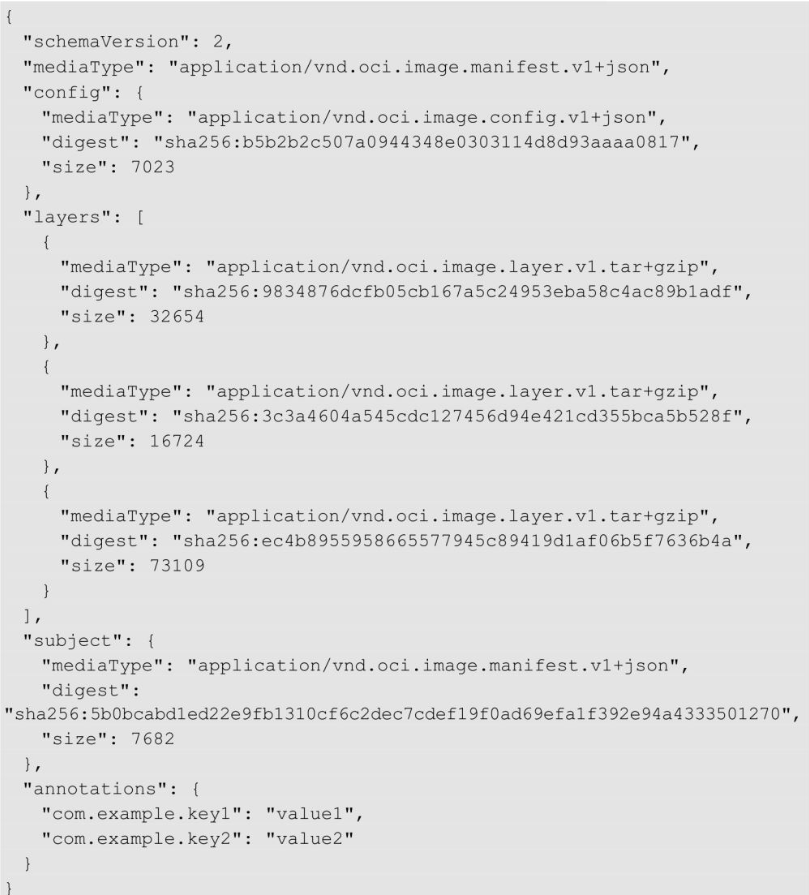 {
  "schemaVersion": 2,
  "mediaType": "application/vnd.oci.image.manifest.v1+json",
  "config": {
    "mediaType": "application/vnd.oci.image.config.v1+json",
    "digest": "sha256:b5b2b2c507a0944348e0303114d8d93aaaa0817",
    "size": 7023
  },
  "layers": [
    {
      "mediaType": "application/vnd.oci.image.layer.v1.tar+gzip",
      "digest": "sha256:9834876dcfb05cb167a5c24953eba58c4ac89b1adf",
      "size": 32654
    },
    {
      "mediaType": "application/vnd.oci.image.layer.v1.tar+gzip",
      "digest": "sha256:3c3a4604a545cdc127456d94e421cd355bca5b528f",
      "size": 16724
    },
    {
      "mediaType": "application/vnd.oci.image.layer.v1.tar+gzip",
      "digest": "sha256:ec4b8955958665577945c89419d1af06b5f7636b4a",
      "size": 73109
    }
  ],
  "subject": {
    "mediaType": "application/vnd.oci.image.manifest.v1+json",
    "digest":
"sha256:5b0bcabd1ed22e9fb1310cf6c2dec7cdef19f0ad69efa1f392e94a4333501270",
    "size": 7682
  },
  "annotations": {
    "com.example.key1": "value1",
    "com.example.key2": "value2"
  }
}